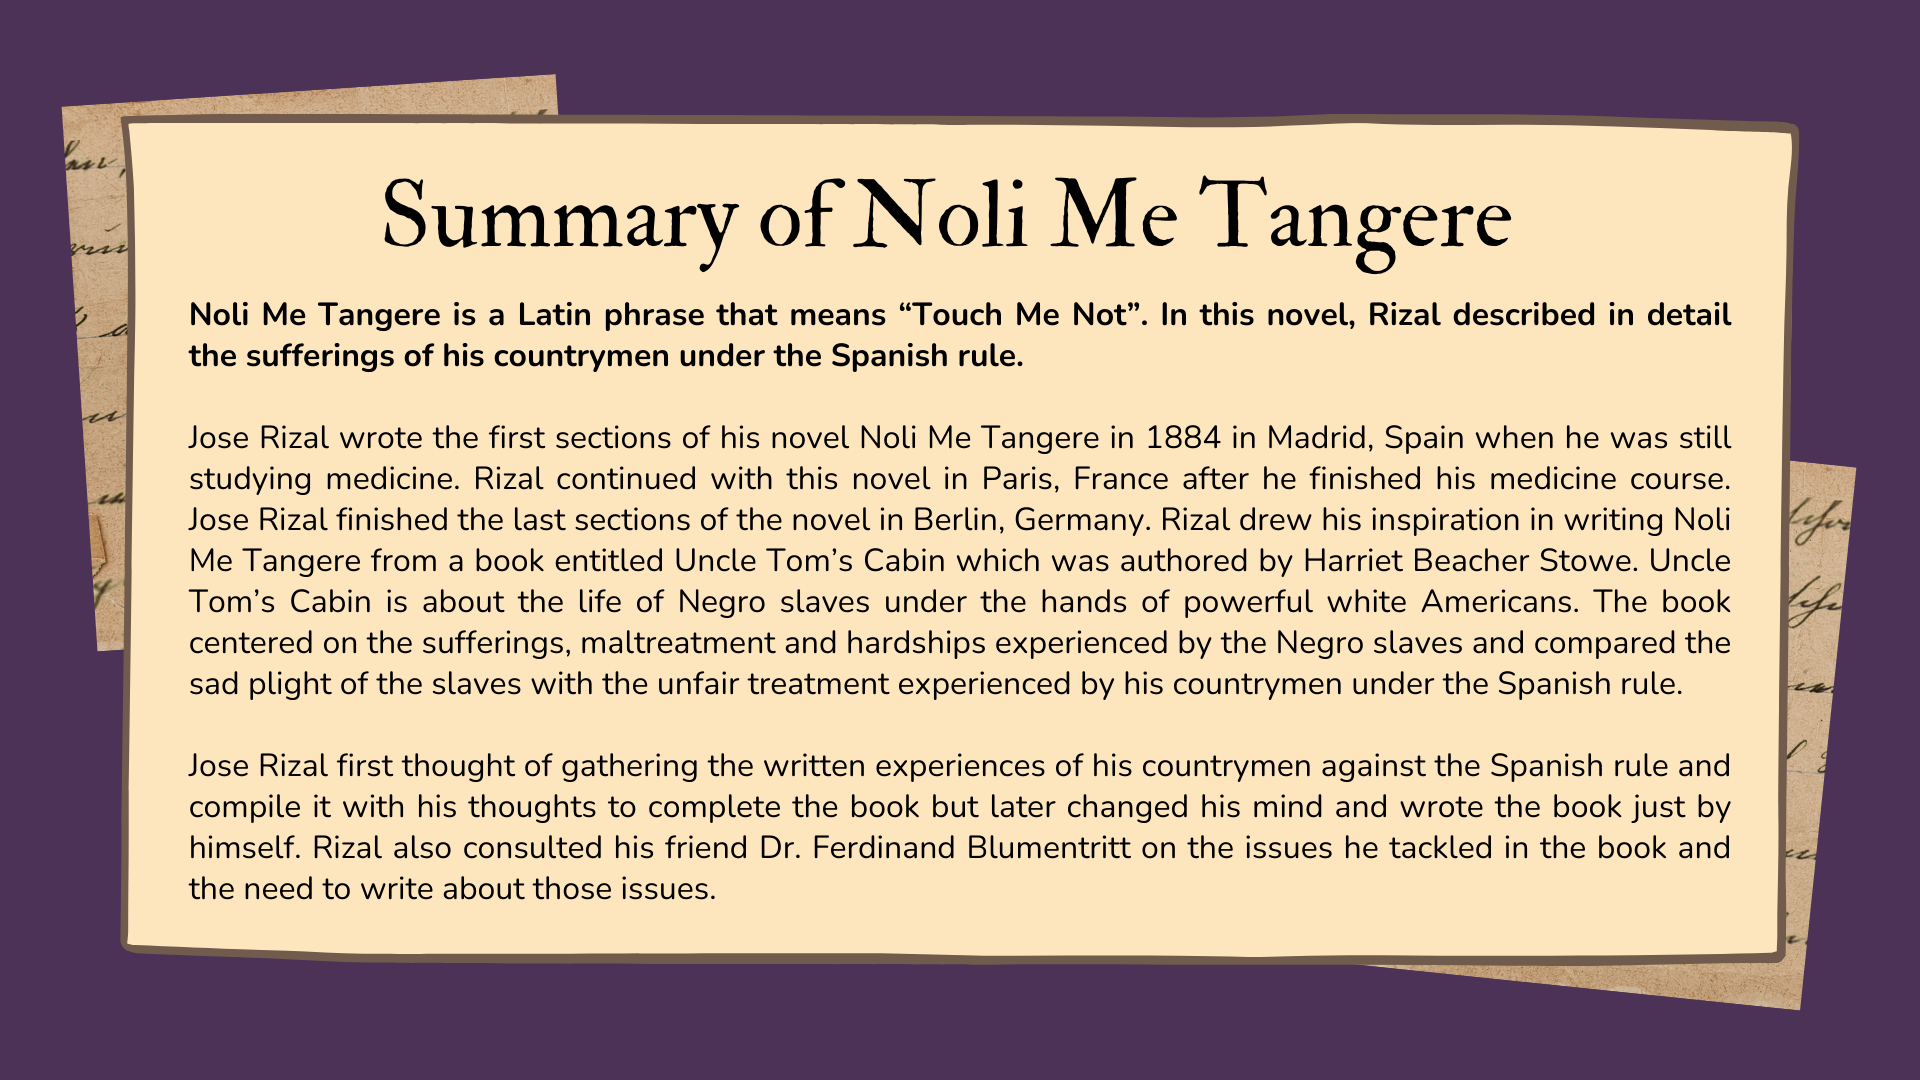 Summary of Noli Me Tangere
Noli Me Tangere is a Latin phrase that means “Touch Me Not”. In this novel, Rizal described in detail
the sufferings of his countrymen under the Spanish rule.
Jose Rizal wrote the first sections of his novel Noli Me Tangere in 1884 in Madrid, Spain when he was still
studying medicine. Rizal continued with this novel in Paris, France after he finished his medicine course.
Jose Rizal finished the last sections of the novel in Berlin, Germany. Rizal drew his inspiration in writing Noli
Me Tangere from a book entitled Uncle Tom’s Cabin which was authored by Harriet Beacher Stowe. Uncle
Tom’s Cabin is about the life of Negro slaves under the hands of powerful white Americans. The book
centered on the sufferings, maltreatment and hardships experienced by the Negro slaves and compared the
sad plight of the slaves with the unfair treatment experienced by his countrymen under the Spanish rule.
Jose Rizal first thought of gathering the written experiences of his countrymen against the Spanish rule and
compile it with his thoughts to complete the book but later changed his mind and wrote the book just by
himself. Rizal also consulted his friend Dr. Ferdinand Blumentritt on the issues he tackled in the book and
the need to write about those issues.